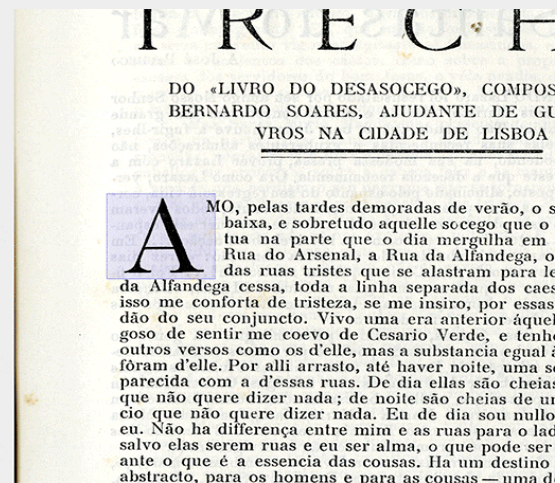 TRECH
DO «LIVRO DO DESASOCEGO», COMPOS
BERNARDO SOARES, AJUDANTE DE GU
VROS NA CIDADE DE LISBOA
AMO, pelas tardes demoradas de verão, o s
baixa, e sobretudo aquelle socego que o
tua na parte que o dia mergulha em
Rua do Arsenal, a Rua da Alfandega, o
das ruas tristes que se alastram para le
da Alfandega cessa, toda a linha separada dos caes
isso me conforta de tristeza, se me insiro, por essas
dão do seu conjuncto. Vivo uma era anterior áquel
goso de sentir me coevo de Cesario Verde, e tenho
outros versos como os d'elle, mas a substancia egual á
fôram d'elle. Por alli arrasto, até haver noite, uma se
parecida com a d'essas ruas. De dia ellas são cheias
que não quere dizer nada; de noite são cheias de un
cio que não quere dizer nada. Eu de dia sou nullo
eu. Não ha differença entre mim e as ruas para o lad
salvo elas serem ruas e eu ser alma, o que pode ser
ante o que é a essencia das cousas. Ha um destino
abstracto, para os homens e para as cousas — uma d